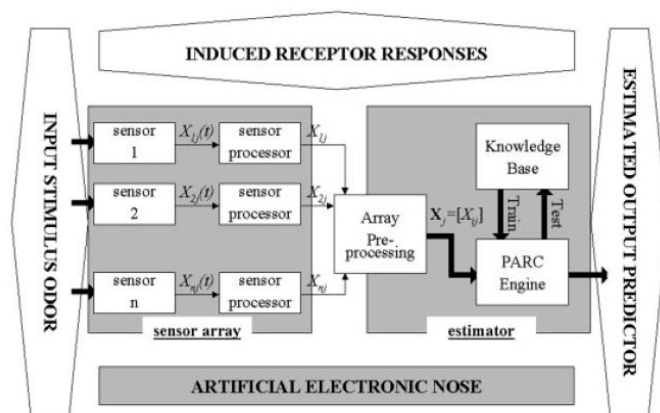 INDUCED RECEPTOR RESPONSES
INPUT STIMULUS ODOR
sensor
1
X1j(t)
sensor
processor
X1j
sensor
2
X2j(t)
sensor
processor
X2j
sensor
n
Xnj(t)
sensor
processor
Xnj
sensor array
Array
Pre-
processing
Xj=[Xij]
Knowledge
Base
Train
Test
PARC
Engine
estimator
ESTIMATED OUTPUT PREDICTOR
ARTIFICIAL ELECTRONIC NOSE